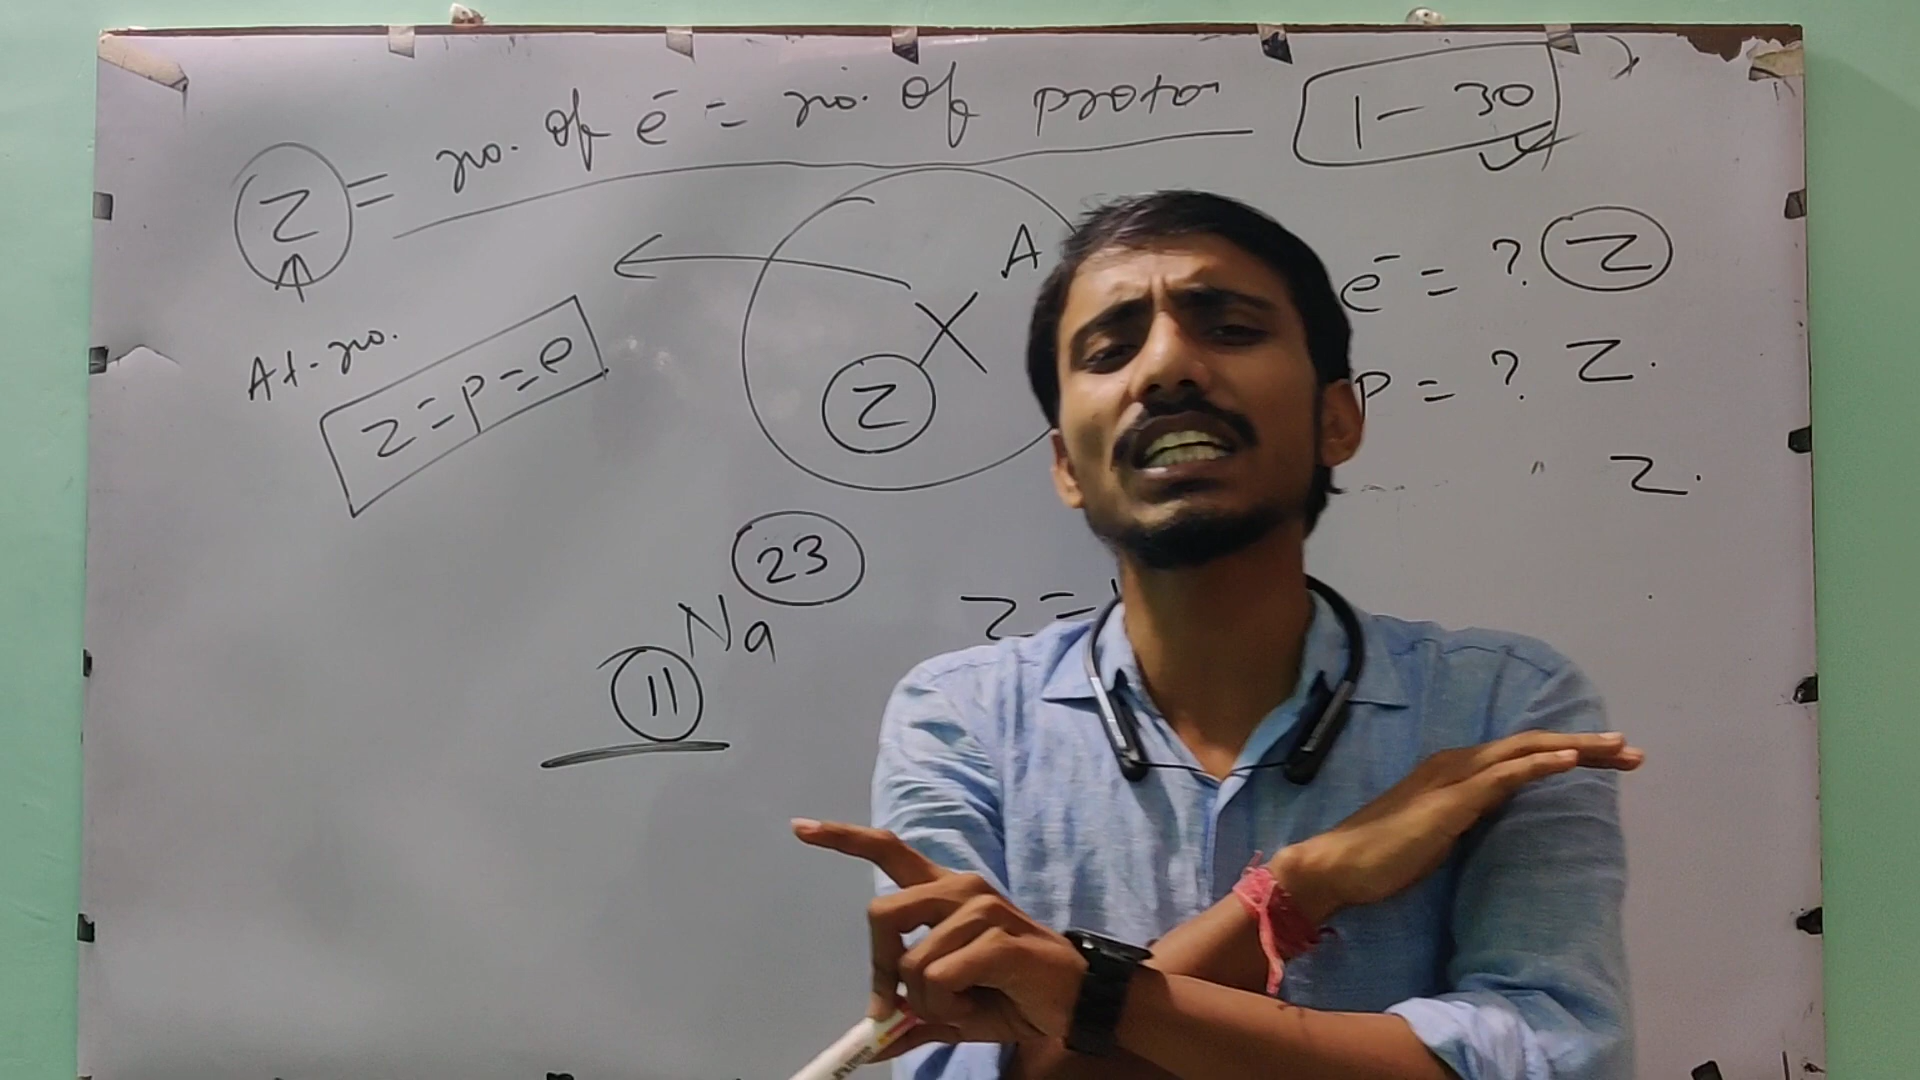 Z = no. of e⁻ = no. of proton
1 - 30
At. no.
Z = p = e
A
X
Z
e⁻ = ? Z
p = ? Z.
" Z.
23
Na
11
Z =